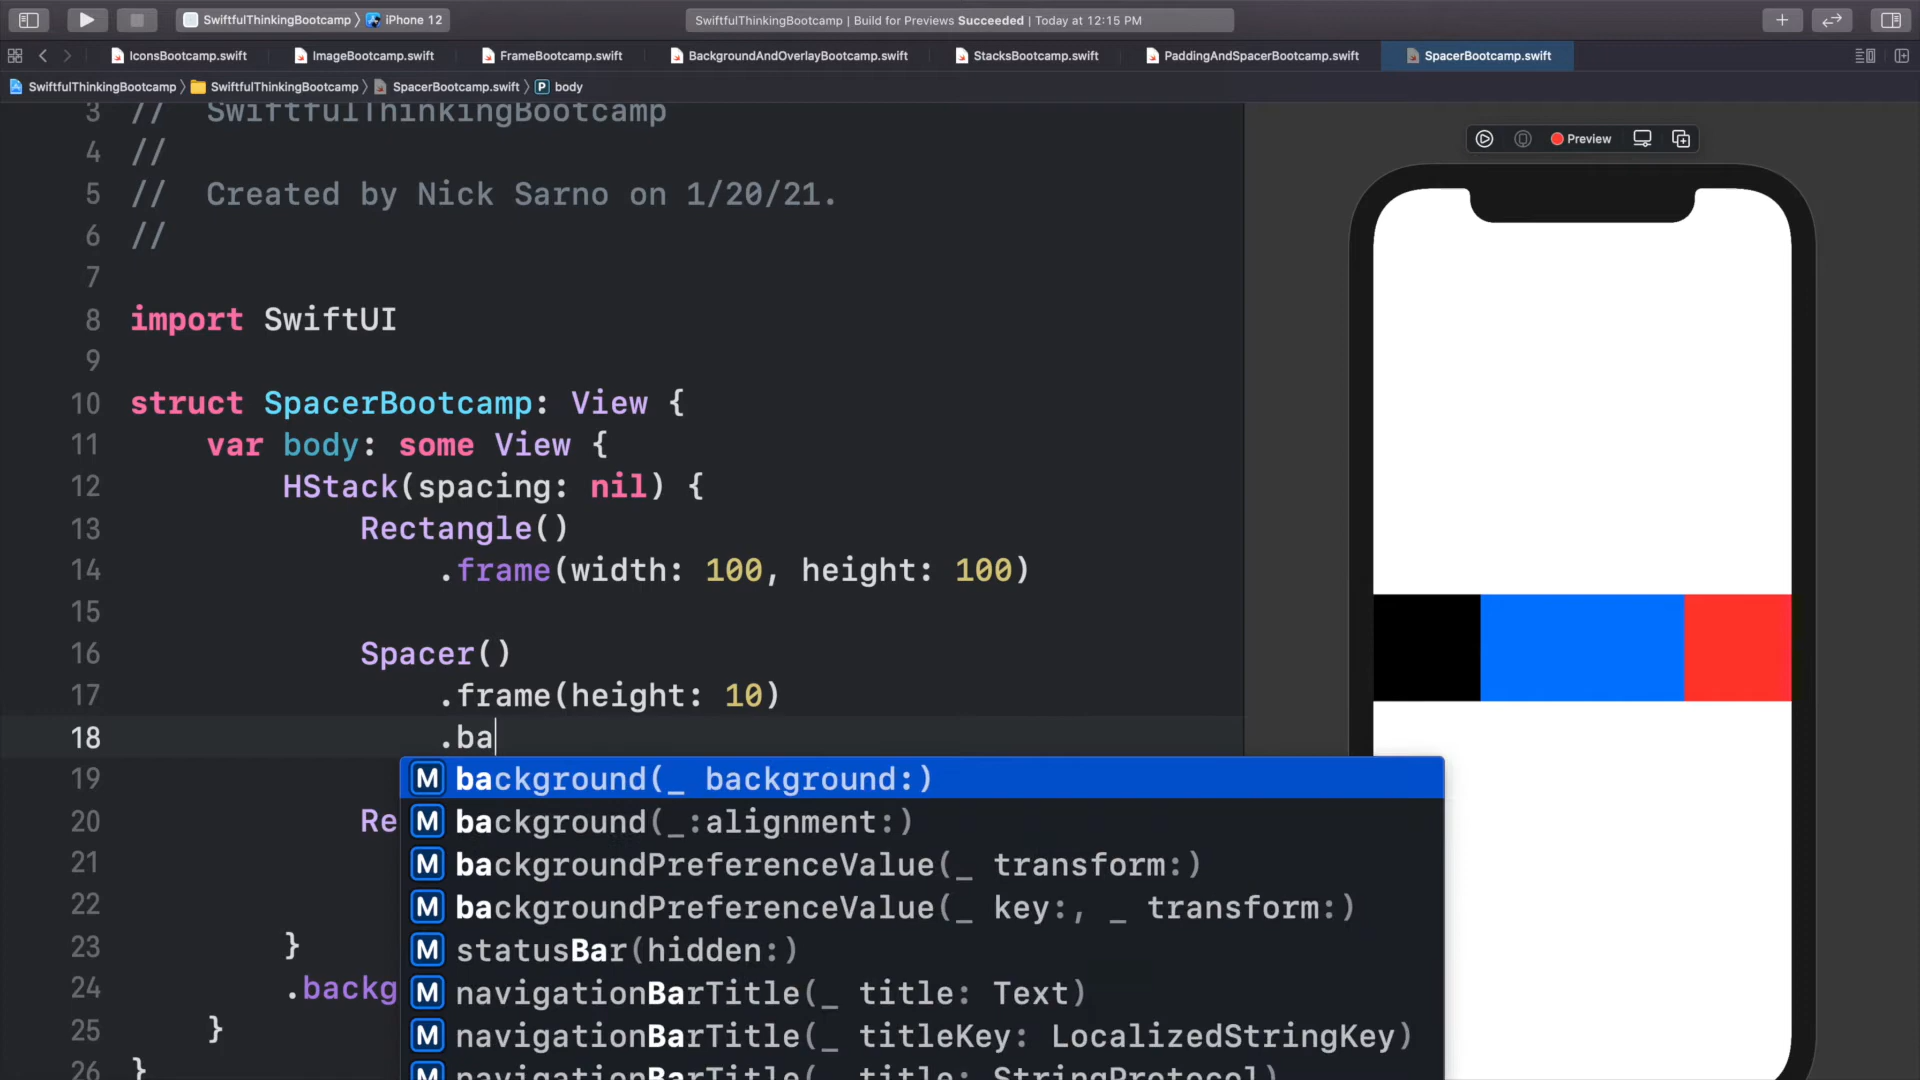 SwiftfulThinkingBootcamp 〉 iPhone 12
SwiftfulThinkingBootcamp | Build for Previews Succeeded | Today at 12:15 PM
IconsBootcamp.swift
ImageBootcamp.swift
FrameBootcamp.swift
BackgroundAndOverlayBootcamp.swift
StacksBootcamp.swift
PaddingAndSpacerBootcamp.swift
SpacerBootcamp.swift
SwiftfulThinkingBootcamp 〉 SwiftfulThinkingBootcamp 〉 SpacerBootcamp.swift 〉 P body
3 //  SwiftfulThinkingBootcamp
4 //
5 //  Created by Nick Sarno on 1/20/21.
6 //
7
8 import SwiftUI
9
10 struct SpacerBootcamp: View {
11 var body: some View {
12 HStack(spacing: nil) {
13 Rectangle()
14 .frame(width: 100, height: 100)
15
16 Spacer()
17 .frame(height: 10)
18 .ba
19
20 Re
21
22
23 }
24 .backg
25 }
26 }
M background(_ background:)
M background(_:alignment:)
M backgroundPreferenceValue(_ transform:)
M backgroundPreferenceValue(_ key:, _ transform:)
M statusBar(hidden:)
M navigationBarTitle(_ title: Text)
M navigationBarTitle(_ titleKey: LocalizedStringKey)
M navigationBarTitle(_ title: StringProtocol)
Preview